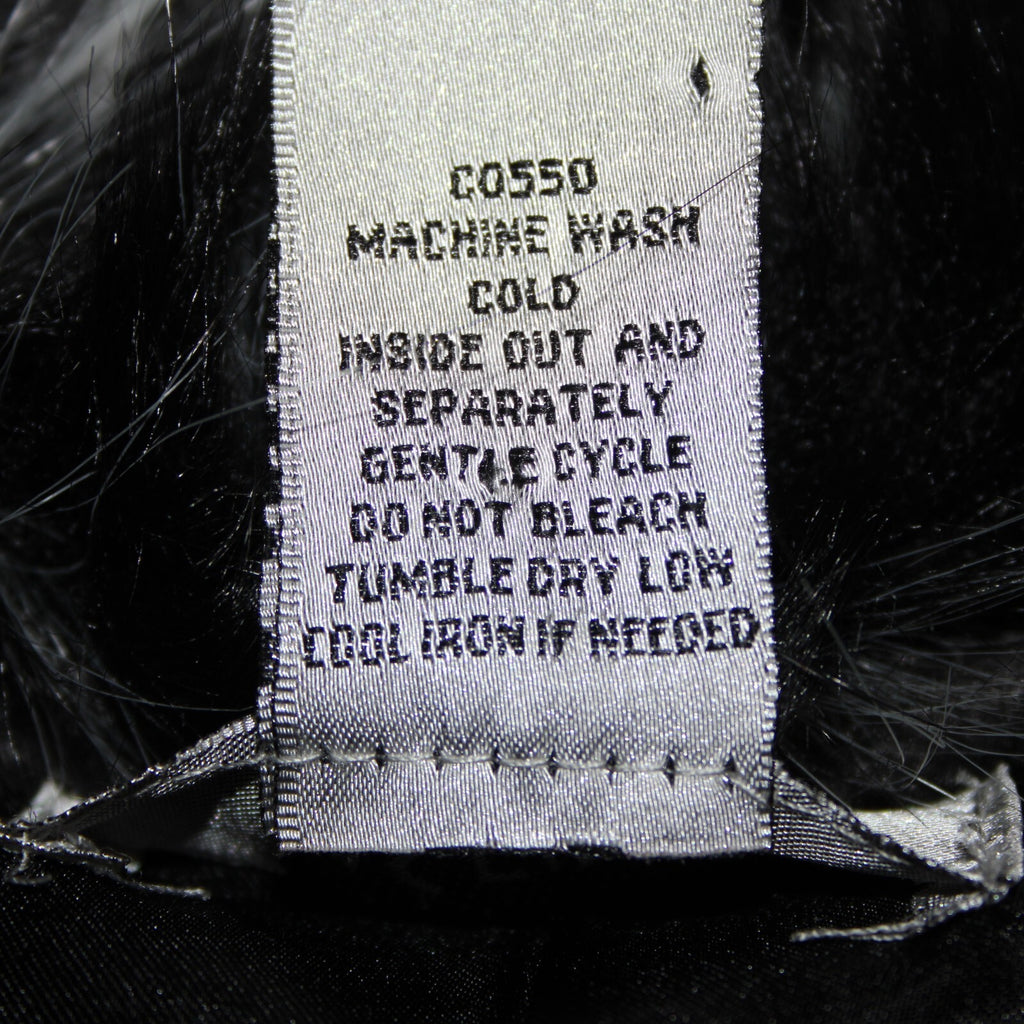 C0550
MACHINE WASH
COLD
INSIDE OUT AND
SEPARATELY
GENTLE CYCLE
DO NOT BLEACH
TUMBLE DRY LOW
COOL IRON IF NEEDED